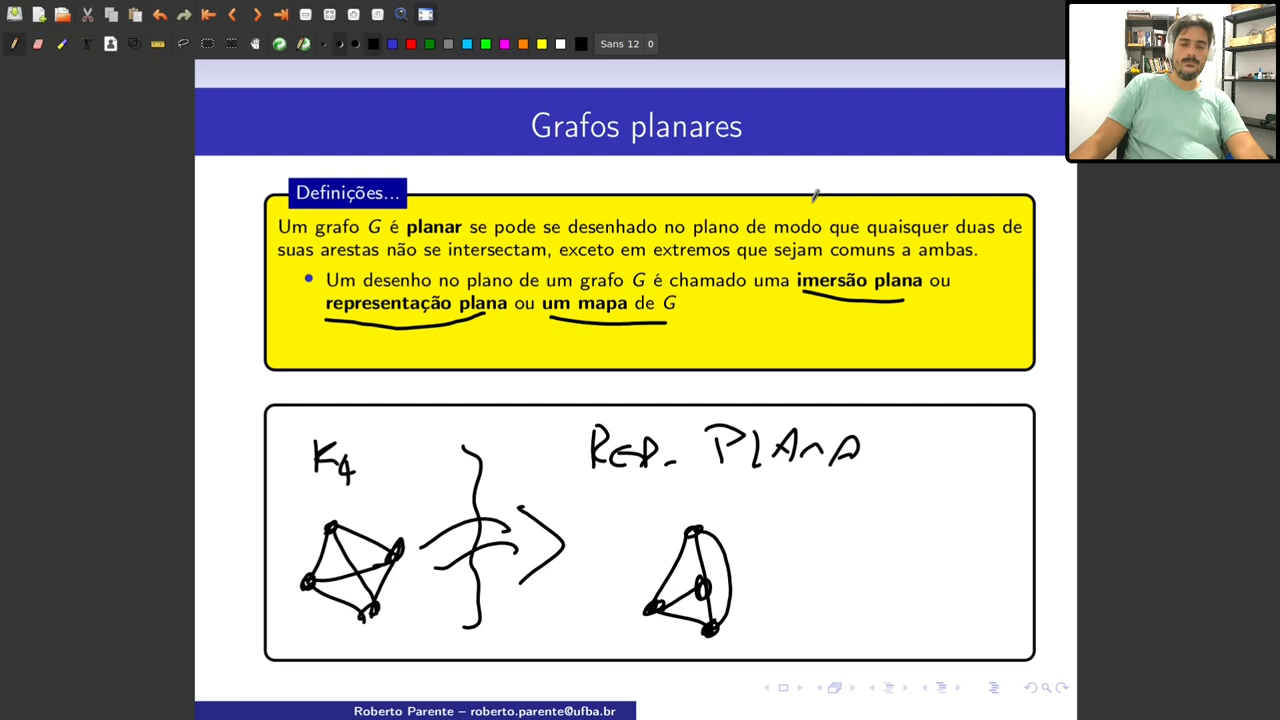 Sans 12 0
Grafos planares
Definições...
Um grafo G é planar se pode se desenhado no plano de modo que quaisquer duas de
suas arestas não se intersectam, exceto em extremos que sejam comuns a ambas.
• Um desenho no plano de um grafo G é chamado uma imersão plana ou
representação plana ou um mapa de G
K4
REP. PLANA
Roberto Parente – roberto.parente@ufba.br